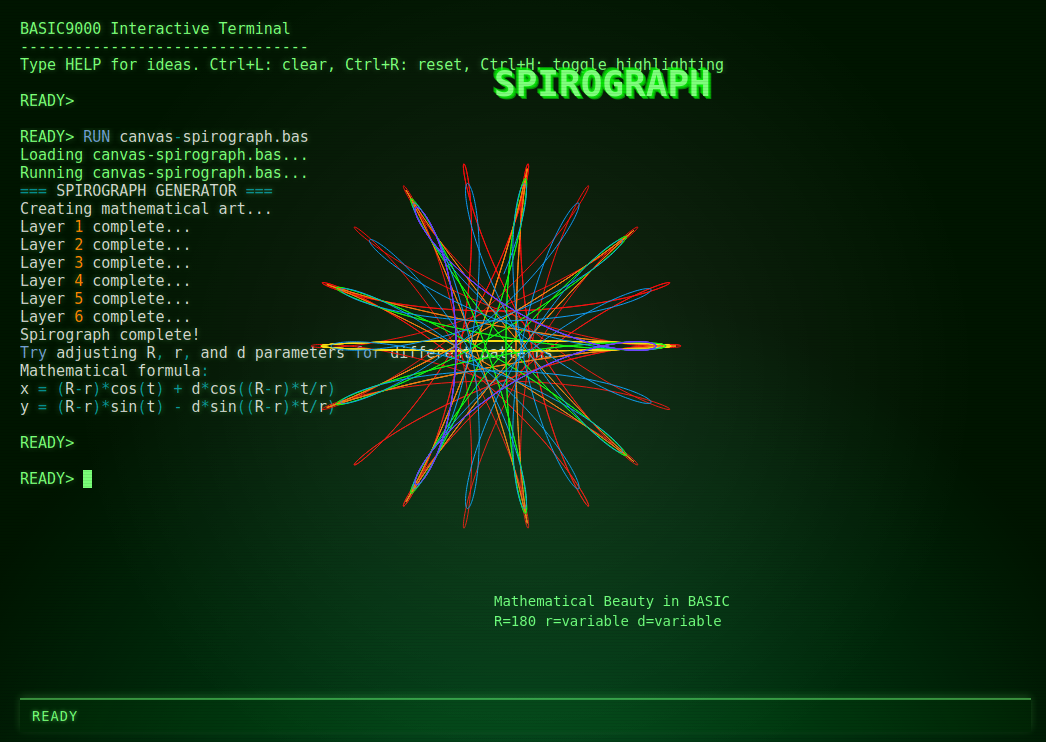 BASIC9000 Interactive Terminal
--------------------------------
Type HELP for ideas. Ctrl+L: clear, Ctrl+R: reset, Ctrl+H: toggle highlighting
SPIROGRAPH
READY>
READY> RUN canvas-spirograph.bas
Loading canvas-spirograph.bas...
Running canvas-spirograph.bas...
=== SPIROGRAPH GENERATOR ===
Creating mathematical art...
Layer 1 complete...
Layer 2 complete...
Layer 3 complete...
Layer 4 complete...
Layer 5 complete...
Layer 6 complete...
Spirograph complete!
Try adjusting R, r, and d parameters for different patterns
Mathematical formula:
x = (R-r)*cos(t) + d*cos((R-r)*t/r)
y = (R-r)*sin(t) - d*sin((R-r)*t/r)
READY>
READY>
Mathematical Beauty in BASIC
R=180 r=variable d=variable
READY